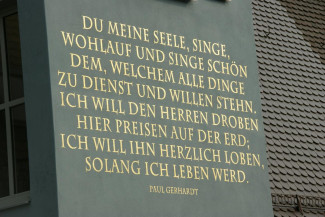 DU MEINE SEELE, SINGE,
WOHLAUF UND SINGE SCHÖN
DEM, WELCHEM ALLE DINGE
ZU DIENST UND WILLEN STEHN.
ICH WILL DEN HERREN DROBEN
HIER PREISEN AUF DER ERD;
ICH WILL IHN HERZLICH LOBEN,
SOLANG ICH LEBEN WERD.
PAUL GERHARDT